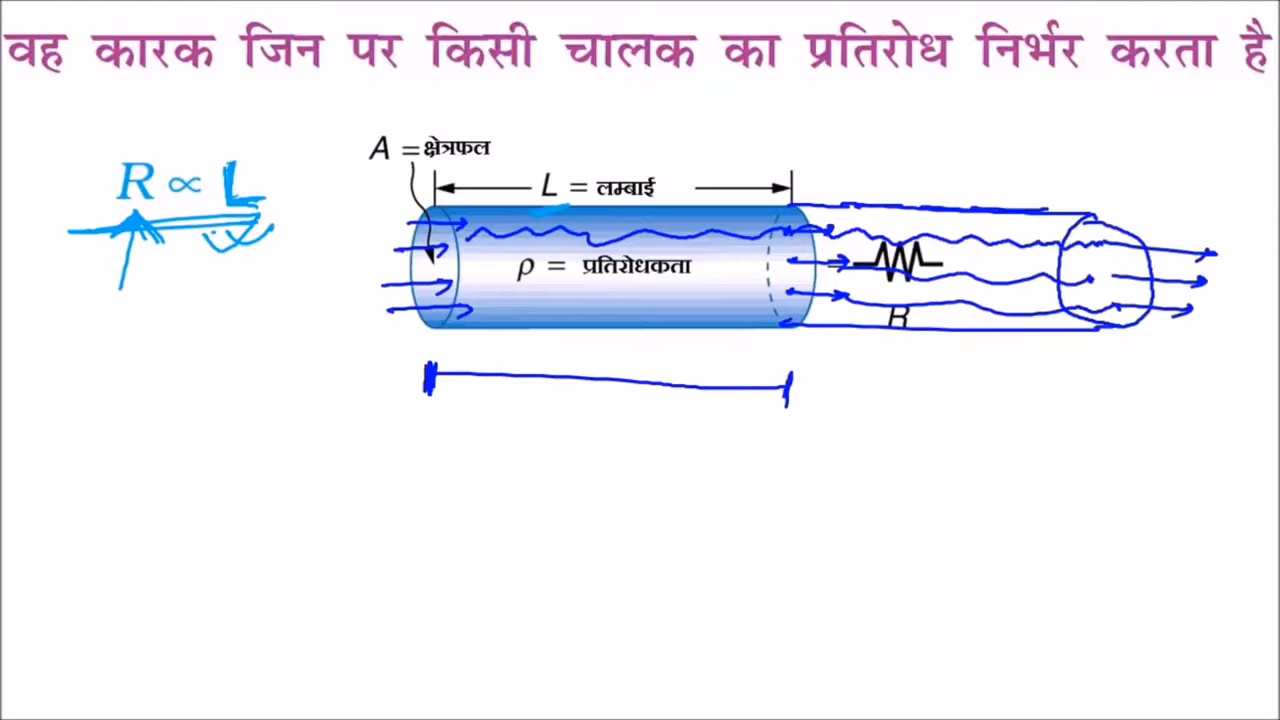 वह कारक जिन पर किसी चालक का प्रतिरोध निर्भर करता है
A = क्षेत्रफल
R ∝ L
L = लम्बाई
ρ = प्रतिरोधकता
=
R